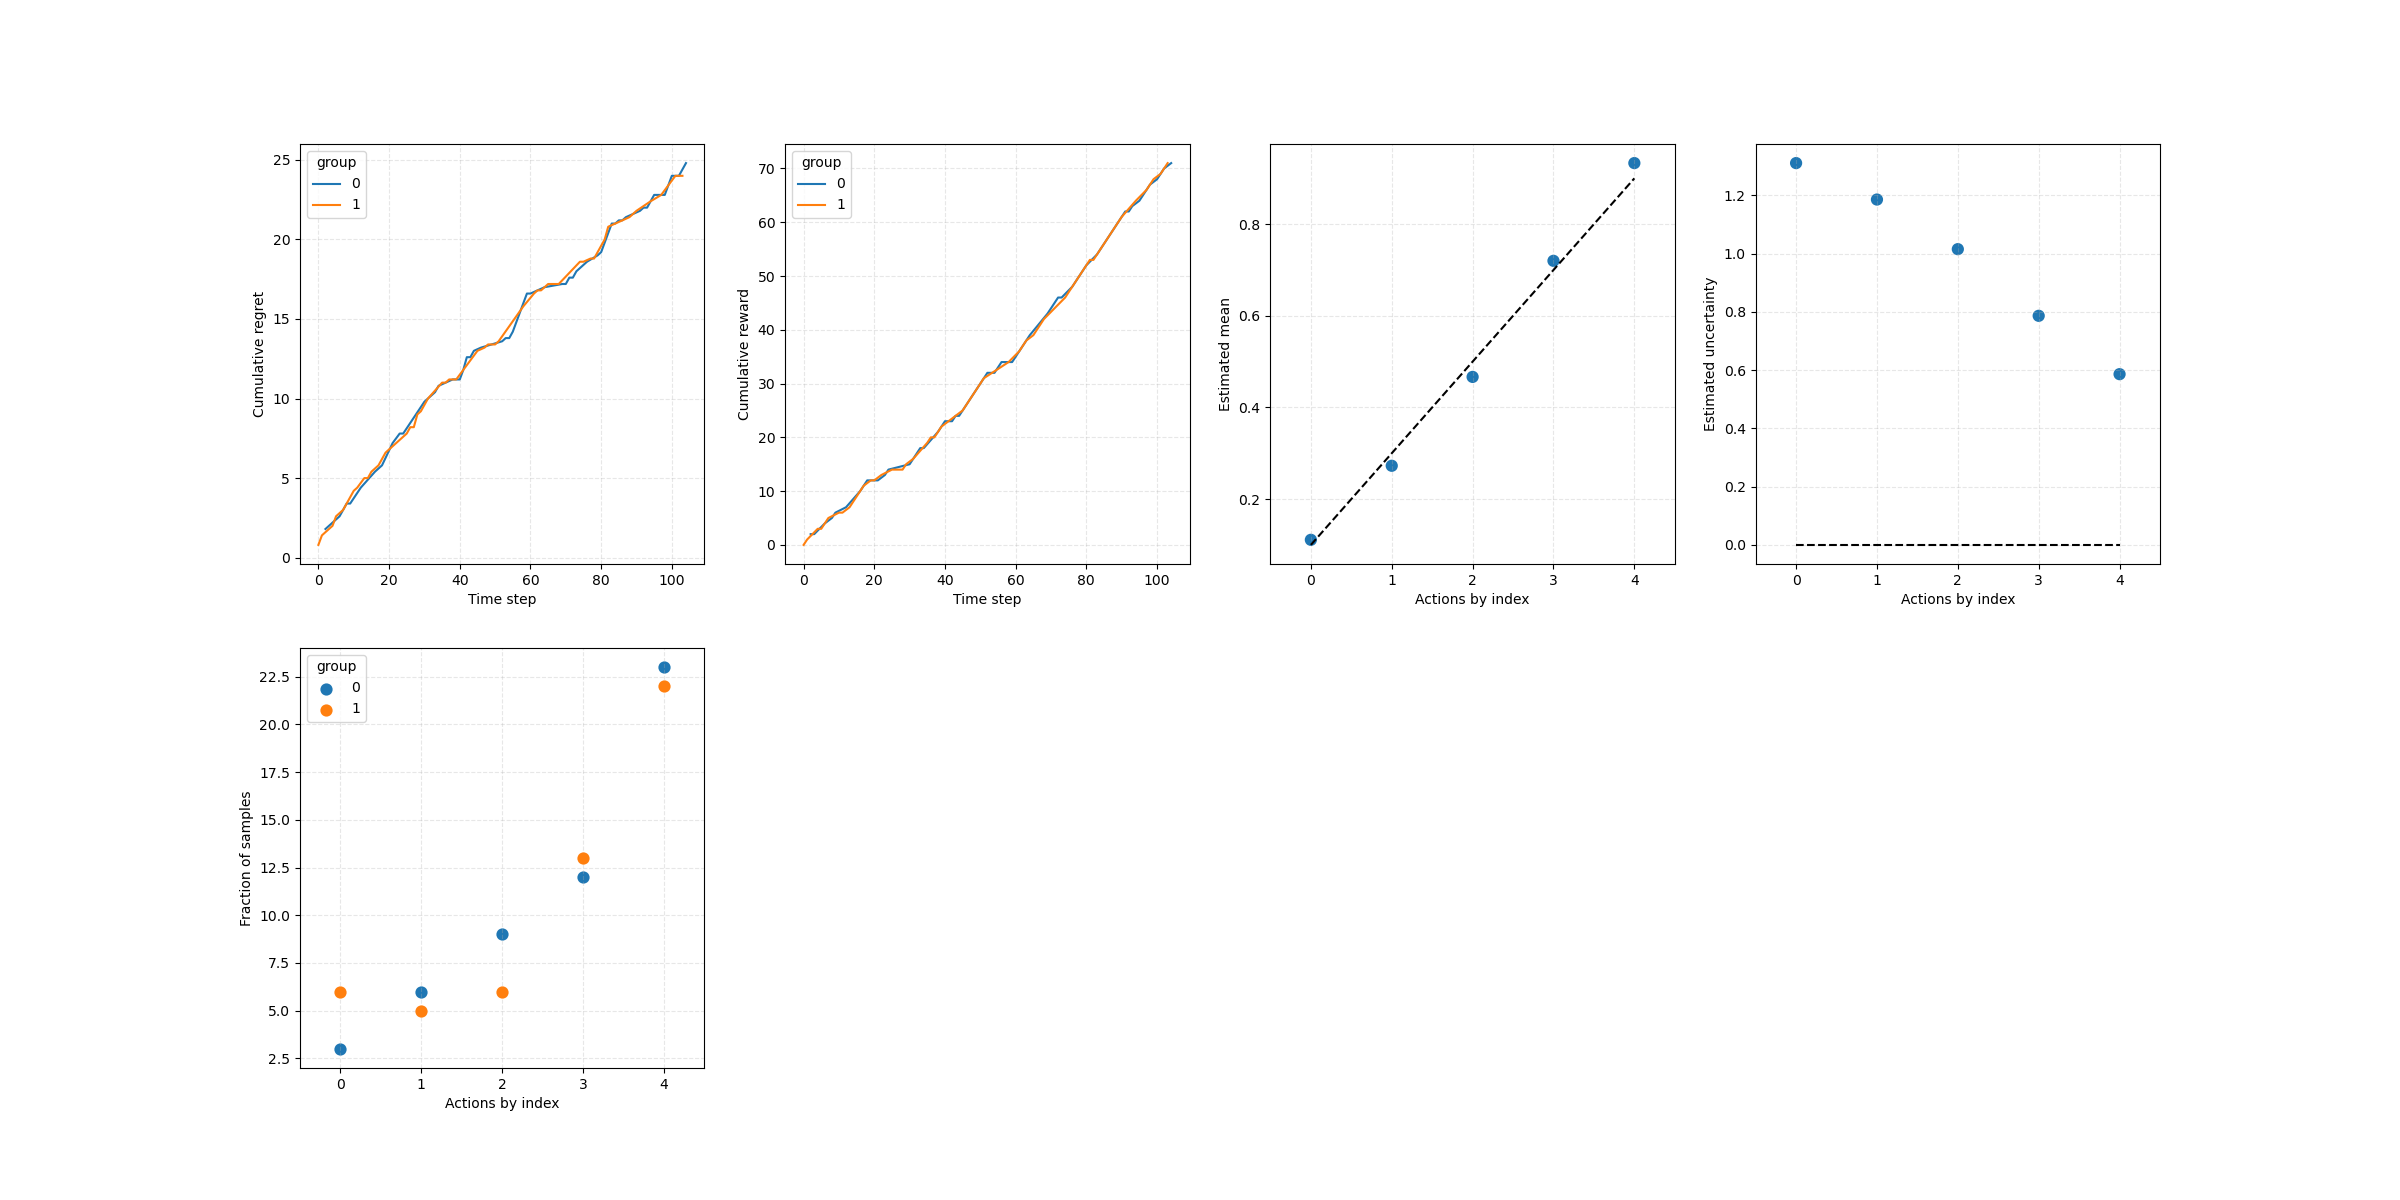 group
0
1
25
20
15
10
5
0
Cumulative regret
0 20 40 60 80 100
Time step
group
0
1
70
60
50
40
30
20
10
0
Cumulative reward
0 20 40 60 80 100
Time step
0.8
0.6
0.4
0.2
Estimated mean
0 1 2 3 4
Actions by index
1.2
1.0
0.8
0.6
0.4
0.2
0.0
Estimated uncertainty
0 1 2 3 4
Actions by index
group
0
1
22.5
20.0
17.5
15.0
12.5
10.0
7.5
5.0
2.5
Fraction of samples
0 1 2 3 4
Actions by index